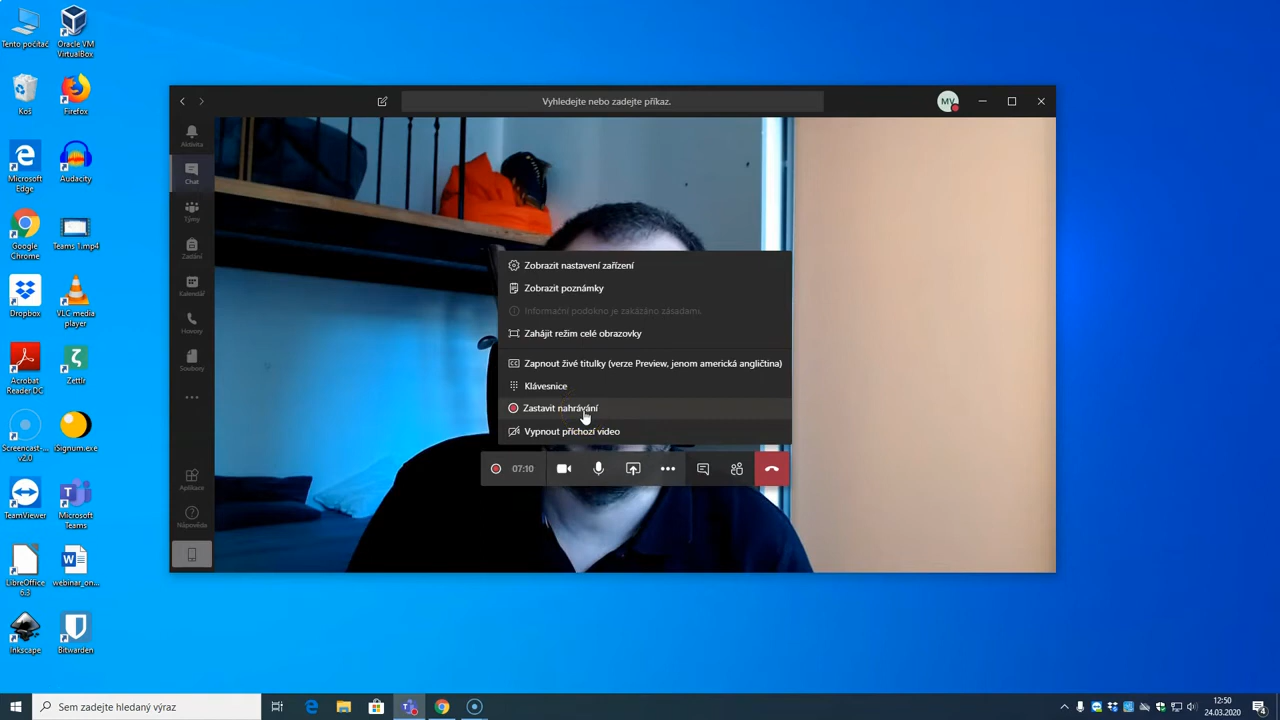 Tento počítač
Oracle VM
VirtualBox
Koš
Firefox
Microsoft
Edge
Audacity
Google
Chrome
Teams 1.mp4
Dropbox
VLC media
player
Acrobat
Reader DC
Zettlr
Screencast-...
v2.0
iSignum.exe
TeamViewer
Microsoft
Teams
LibreOffice
6.3
webinar_on...
Inkscape
Bitwarden
Vyhledejte nebo zadejte příkaz.
MV
Aktivita
Chat
Týmy
Zadání
Kalendář
Hovory
Soubory
Aplikace
Nápověda
Zobrazit nastavení zařízení
Zobrazit poznámky
Informační podokno je zakázáno zásadami.
Zahájit režim celé obrazovky
CC Zapnout živé titulky (verze Preview, jenom americká angličtina)
Klávesnice
Zastavit nahrávání
Vypnout příchozí video
07:10
Sem zadejte hledaný výraz
12:50
24.03.2020
4